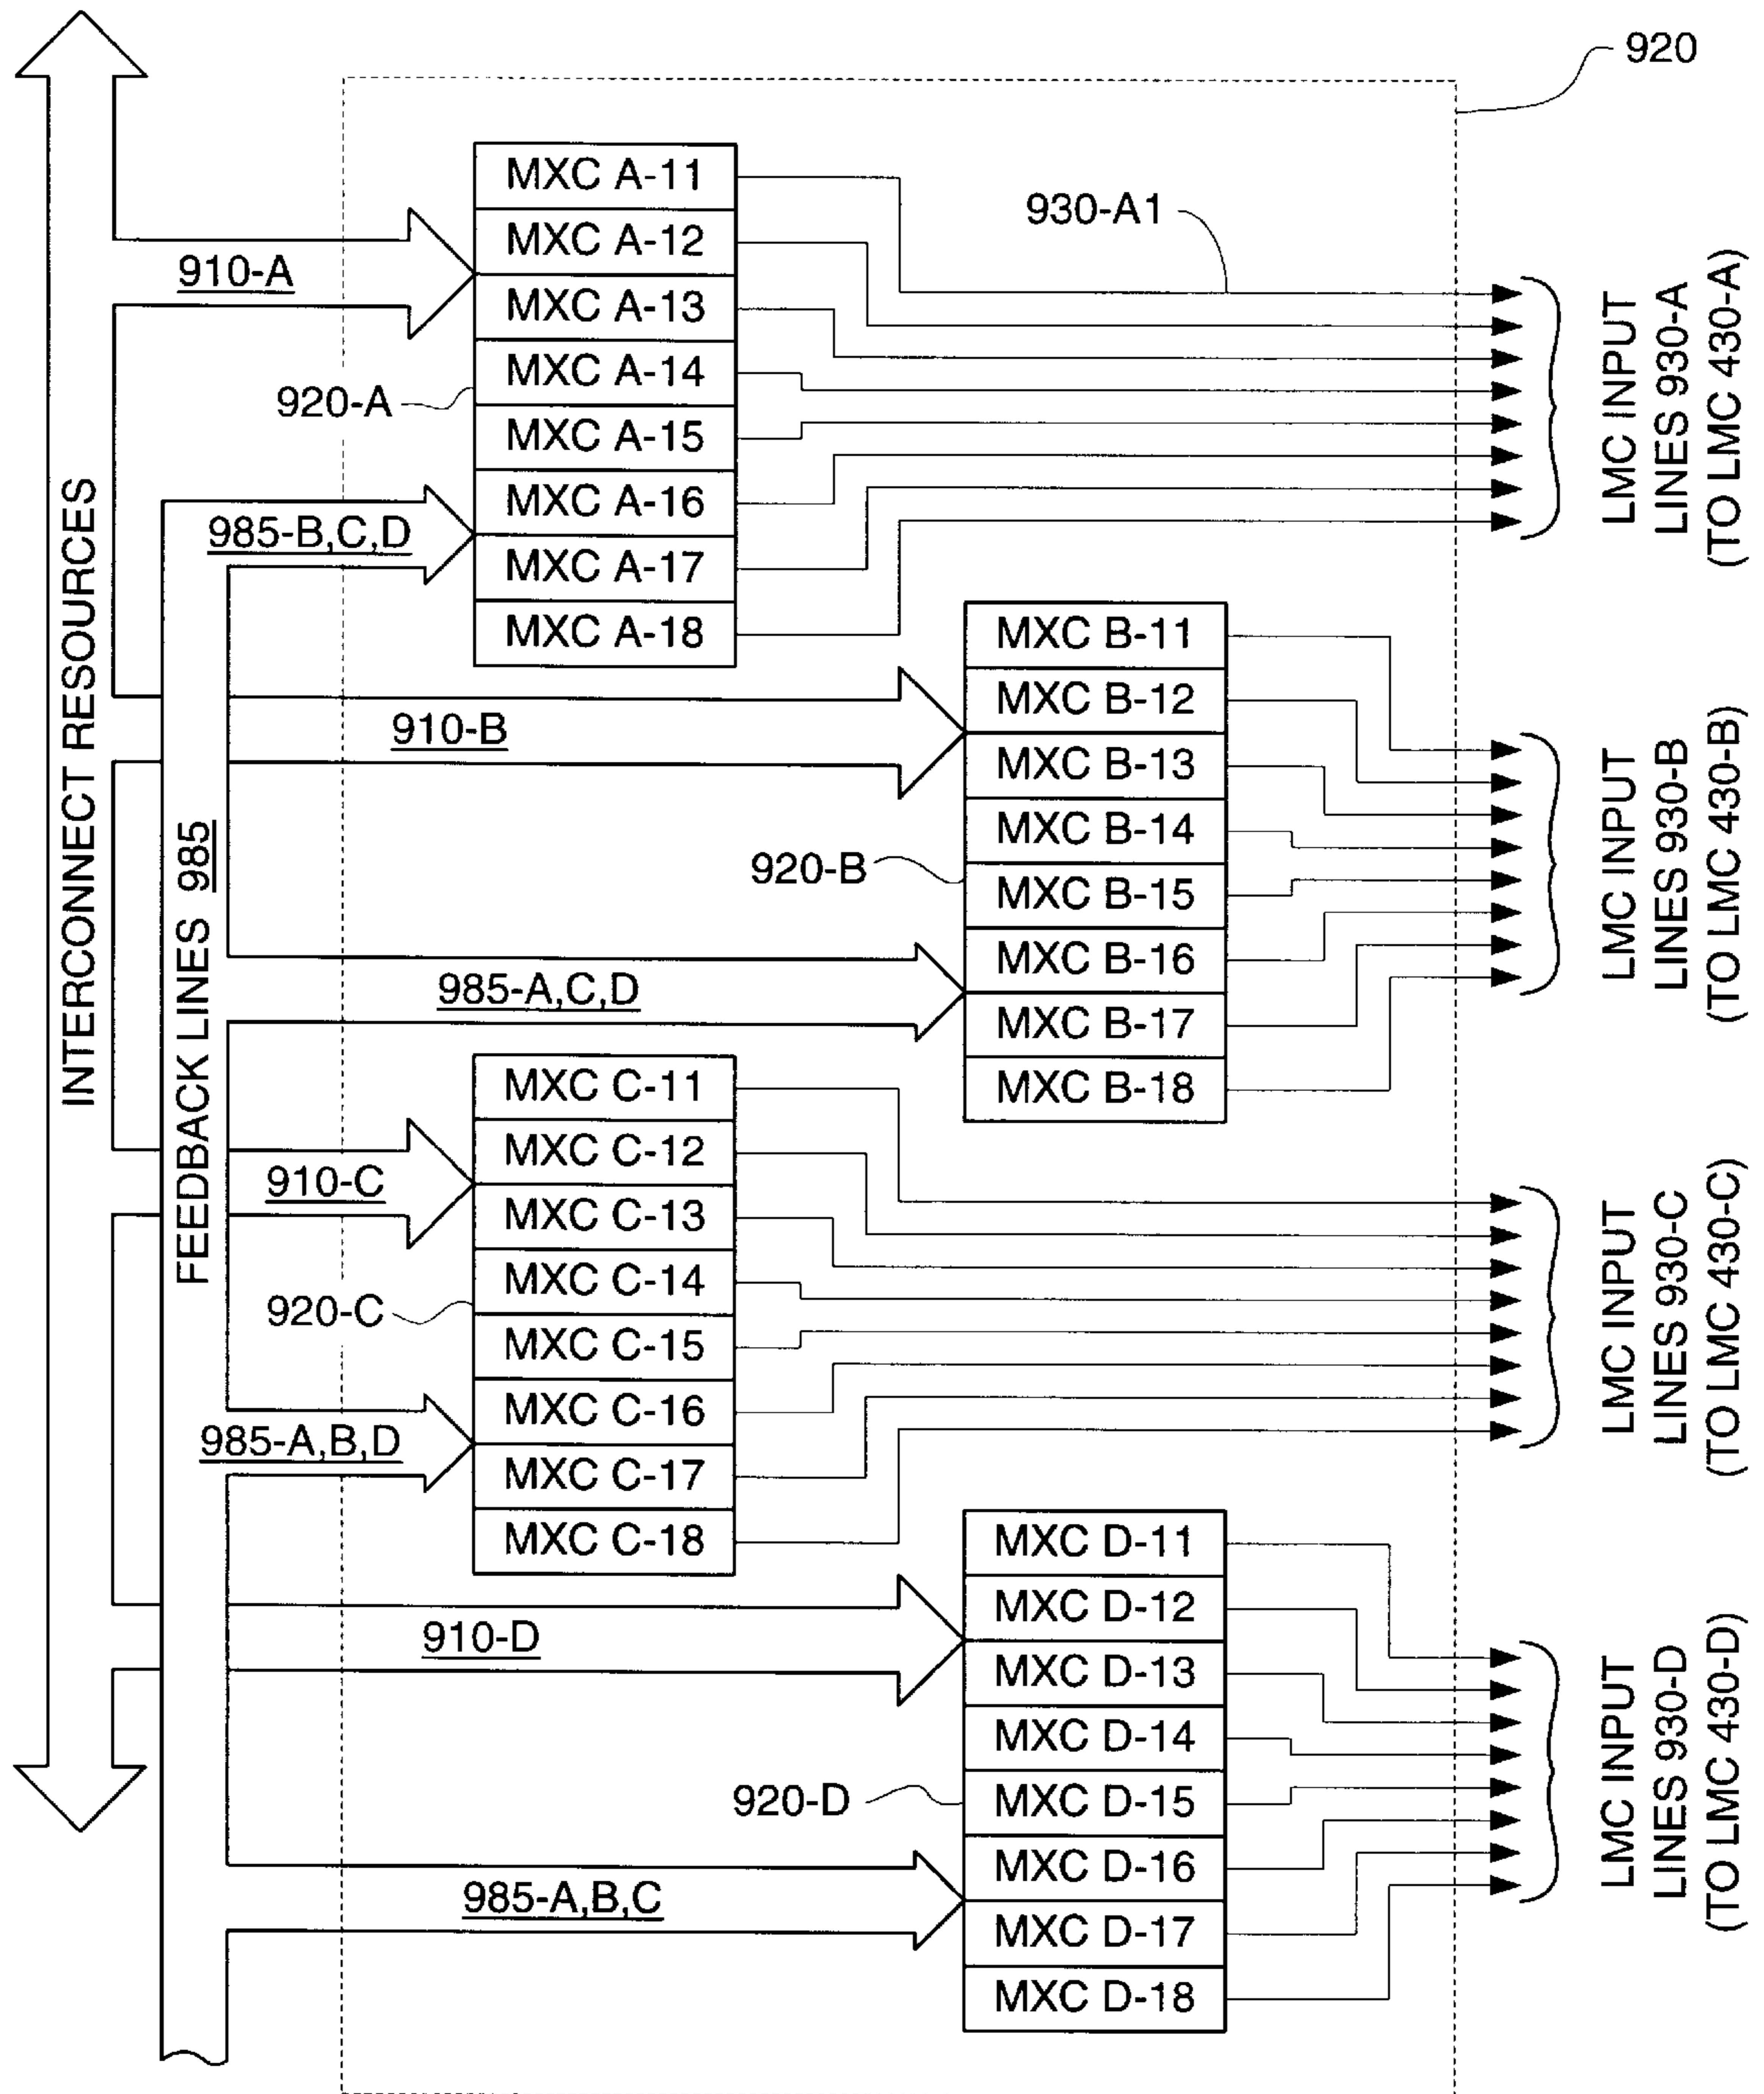 920
MXC A-11
MXC A-12
MXC A-13
MXC A-14
MXC A-15
MXC A-16
MXC A-17
MXC A-18
930-A1
910-A
920-A
985-B,C,D
LMC INPUT
LINES 930-A
(TO LMC 430-A)
INTERCONNECT RESOURCES
FEEDBACK LINES 985
MXC B-11
MXC B-12
MXC B-13
MXC B-14
MXC B-15
MXC B-16
MXC B-17
MXC B-18
910-B
920-B
985-A,C,D
LMC INPUT
LINES 930-B
(TO LMC 430-B)
MXC C-11
MXC C-12
MXC C-13
MXC C-14
MXC C-15
MXC C-16
MXC C-17
MXC C-18
910-C
920-C
985-A,B,D
LMC INPUT
LINES 930-C
(TO LMC 430-C)
MXC D-11
MXC D-12
MXC D-13
MXC D-14
MXC D-15
MXC D-16
MXC D-17
MXC D-18
910-D
920-D
985-A,B,C
LMC INPUT
LINES 930-D
(TO LMC 430-D)